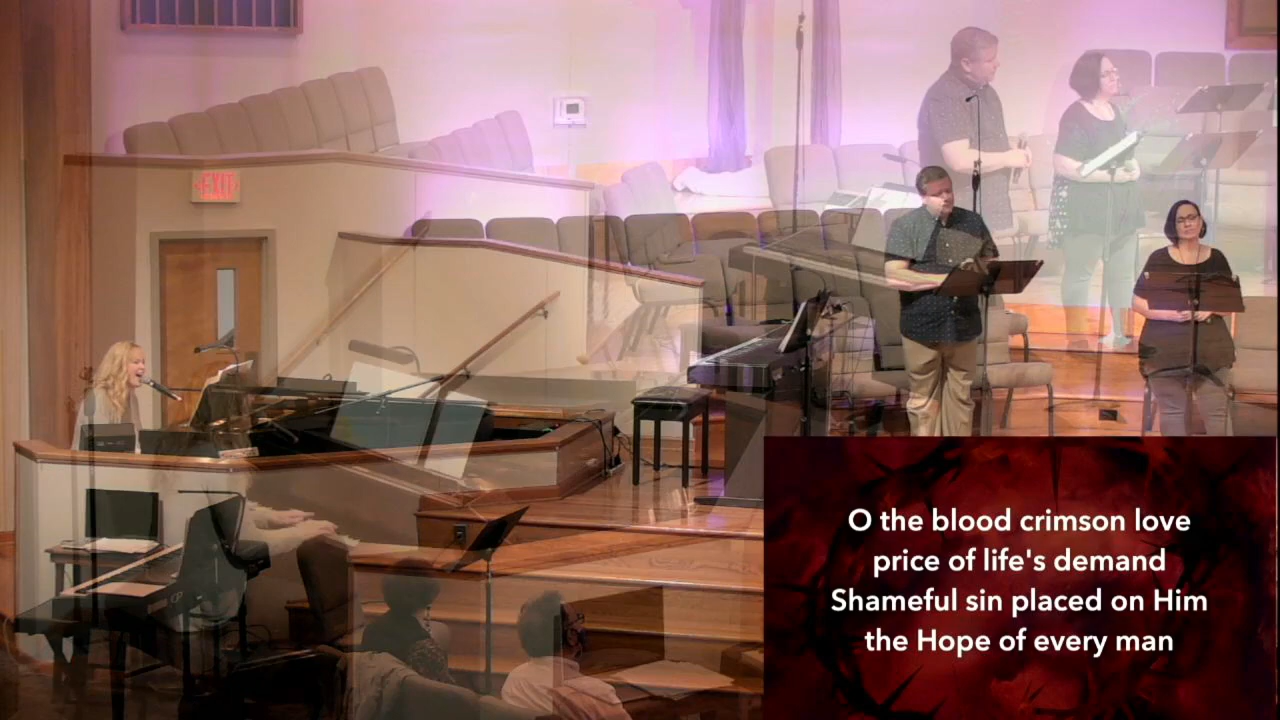 EXIT
O the blood crimson love
price of life's demand
Shameful sin placed on Him
the Hope of every man